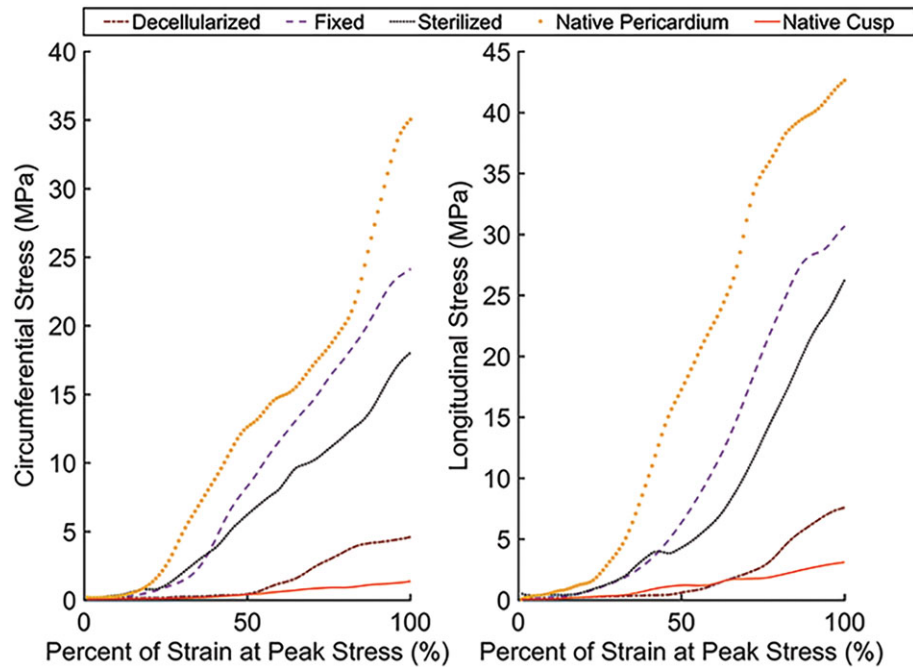 Decellularized Fixed Sterilized Native Pericardium Native Cusp
Circumferential Stress (MPa)
40
35
30
25
20
15
10
5
0
0 50 100
Percent of Strain at Peak Stress (%)
Longitudinal Stress (MPa)
45
40
35
30
25
20
15
10
5
0
0 50 100
Percent of Strain at Peak Stress (%)